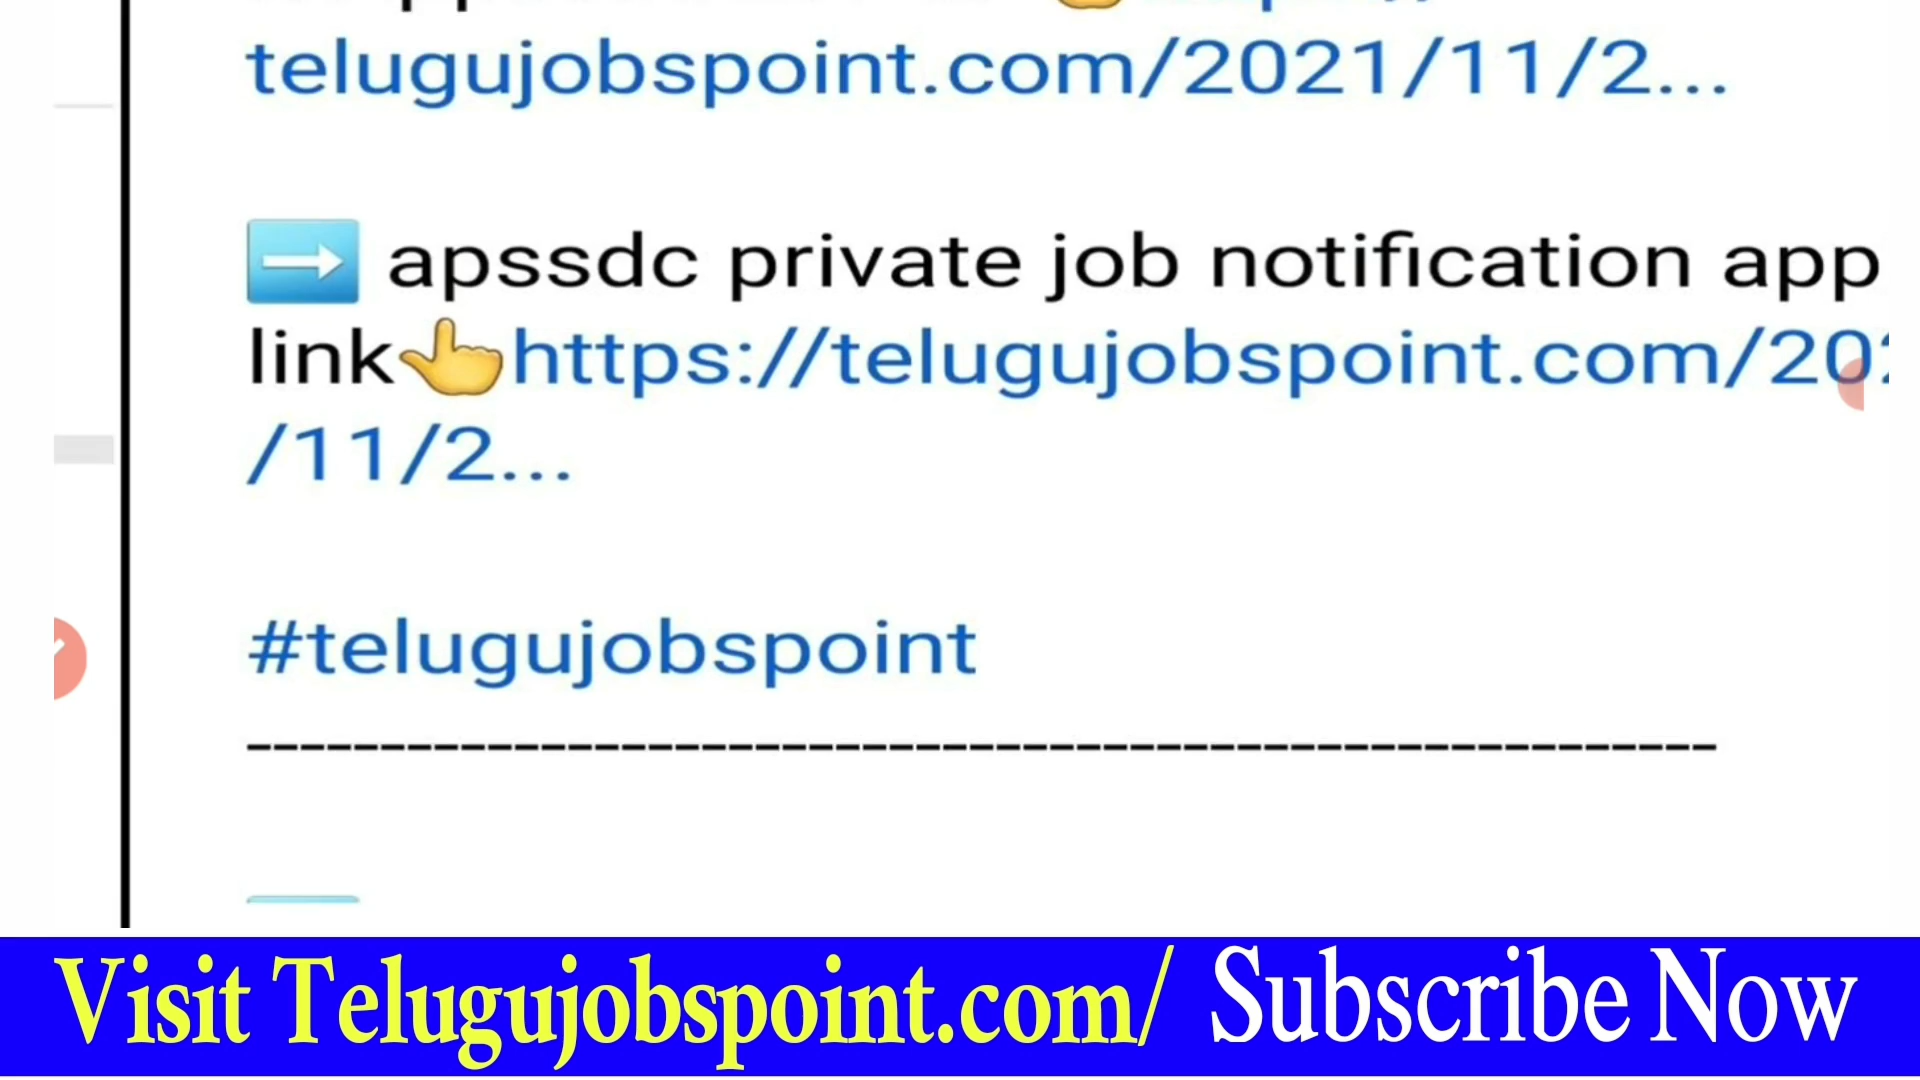 telugujobspoint.com/2021/11/2...
➡️ apssdc private job notification app
link👆https://telugujobspoint.com/202
/11/2...
#telugujobspoint
-------------------------------------------------------
Visit Telugujobspoint.com/ Subscribe Now